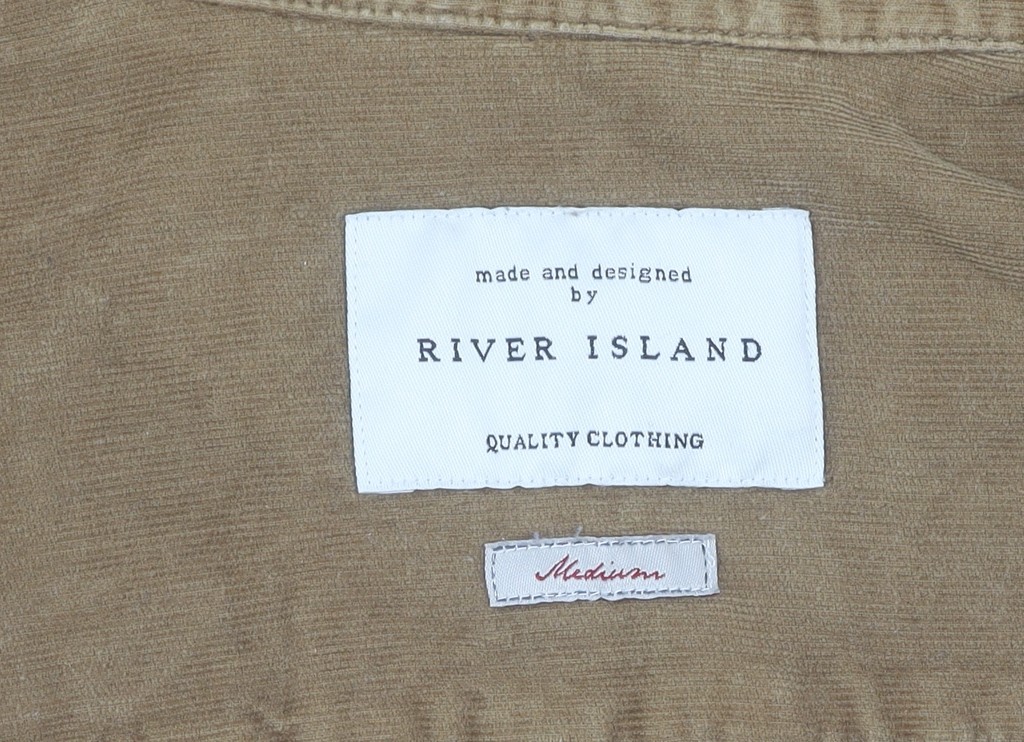 made and designed
by
RIVER ISLAND
QUALITY CLOTHING
Medium